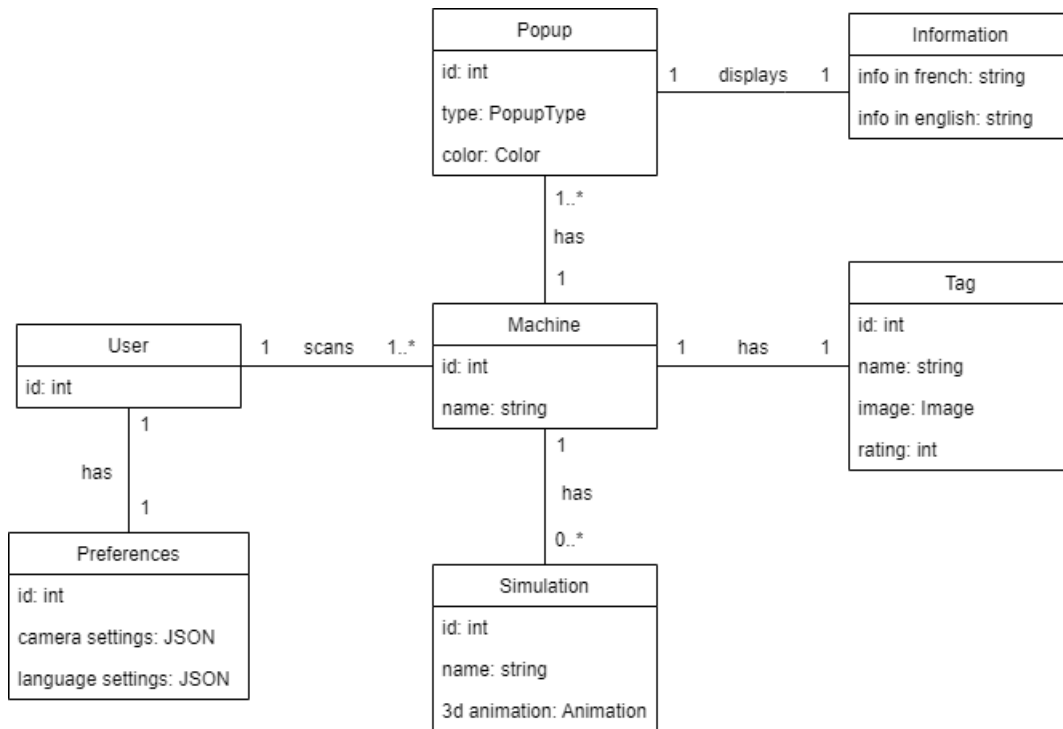 Popup
id: int
type: PopupType
color: Color
1 displays 1
Information
info in french: string
info in english: string
1..*
has
1
User
id: int
1 scans 1..*
Machine
id: int
name: string
1 has 1
Tag
id: int
name: string
image: Image
rating: int
1
has
1
Preferences
id: int
camera settings: JSON
language settings: JSON
1
has
0..*
Simulation
id: int
name: string
3d animation: Animation